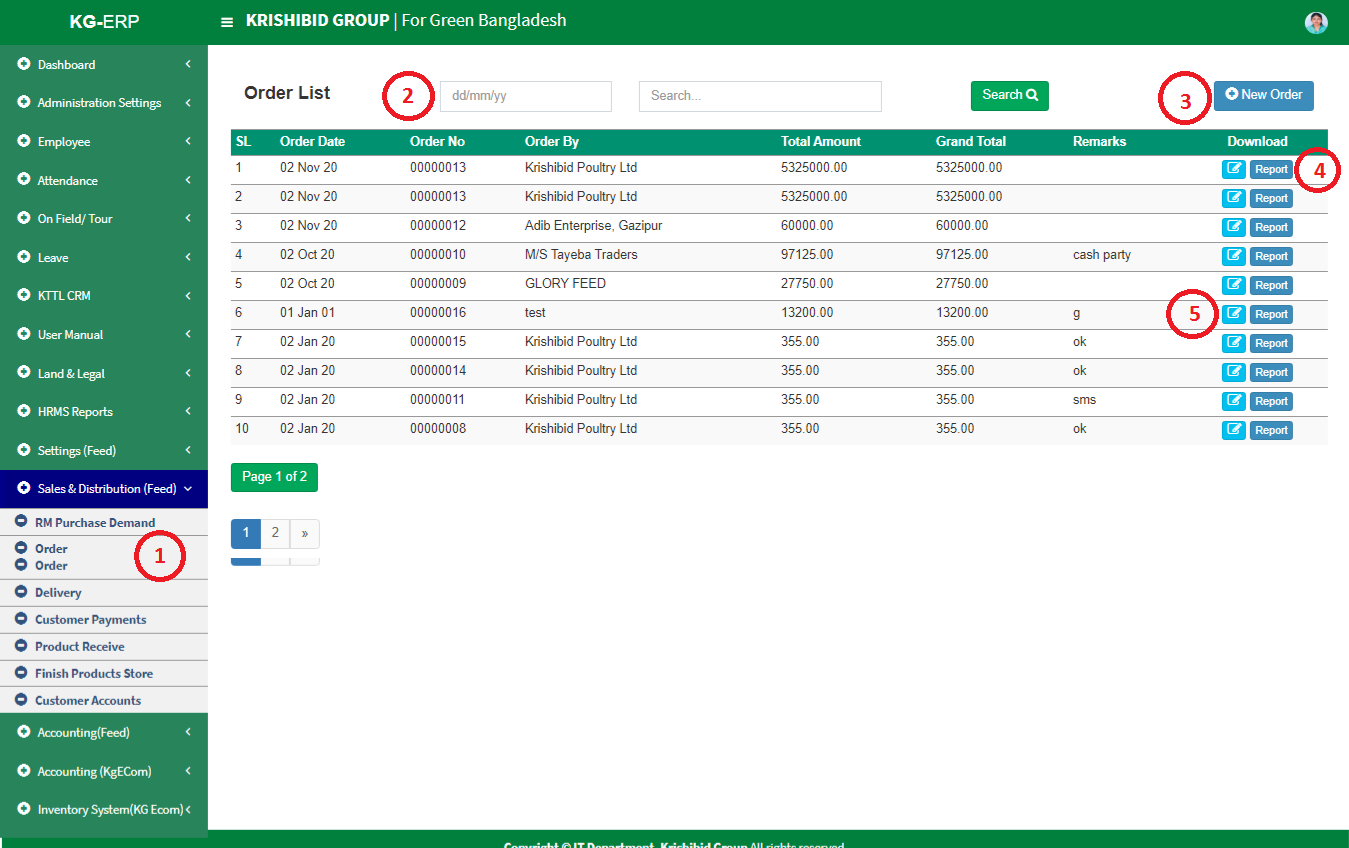 KG-ERP
KRISHIBID GROUP | For Green Bangladesh
Dashboard
Administration Settings
Employee
Attendance
On Field/ Tour
Leave
KTTL CRM
User Manual
Land & Legal
HRMS Reports
Settings (Feed)
Sales & Distribution (Feed)
RM Purchase Demand
Order
Order
1
Delivery
Customer Payments
Product Receive
Finish Products Store
Customer Accounts
Accounting(Feed)
Accounting (KgECom)
Inventory System(KG Ecom)
Order List 2 dd/mm/yy Search... Search 3 New Order
SL Order Date Order No Order By Total Amount Grand Total Remarks Download
1 02 Nov 20 00000013 Krishibid Poultry Ltd 5325000.00 5325000.00 Report 4
2 02 Nov 20 00000013 Krishibid Poultry Ltd 5325000.00 5325000.00 Report
3 02 Nov 20 00000012 Adib Enterprise, Gazipur 60000.00 60000.00 Report
4 02 Oct 20 00000010 M/S Tayeba Traders 97125.00 97125.00 cash party Report
5 02 Oct 20 00000009 GLORY FEED 27750.00 27750.00 Report
6 01 Jan 01 00000016 test 13200.00 13200.00 g 5 Report
7 02 Jan 20 00000015 Krishibid Poultry Ltd 355.00 355.00 ok Report
8 02 Jan 20 00000014 Krishibid Poultry Ltd 355.00 355.00 ok Report
9 02 Jan 20 00000011 Krishibid Poultry Ltd 355.00 355.00 sms Report
10 02 Jan 20 00000008 Krishibid Poultry Ltd 355.00 355.00 ok Report
Page 1 of 2
1 2 »
Copyright © IT Department, Krishibid Group All rights reserved